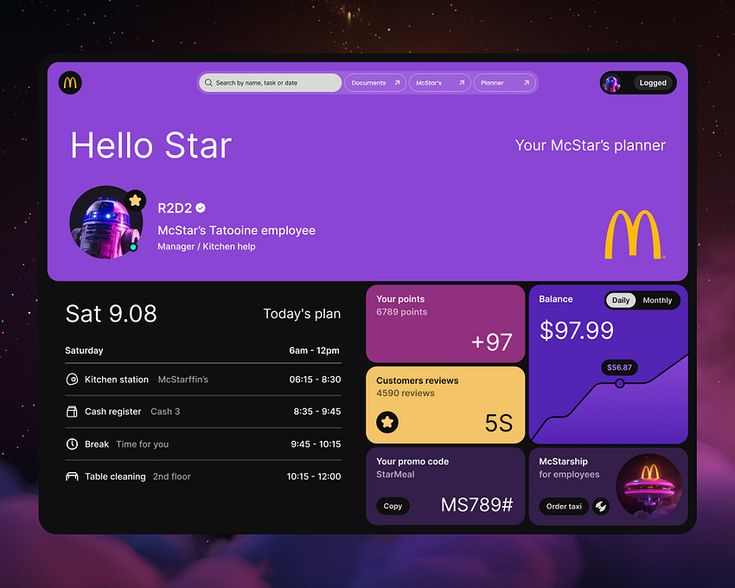 Search by name, task or date
Documents
McStar's
Planner
Logged
Hello Star
Your McStar's planner
R2D2
McStar's Tatooine employee
Manager / Kitchen help
Sat 9.08
Today's plan
Saturday
6am - 12pm
Kitchen station McStarffin's 06:15 - 8:30
Cash register Cash 3 8:35 - 9:45
Break Time for you 9:45 - 10:15
Table cleaning 2nd floor 10:15 - 12:00
Your points
6789 points
+97
Customers reviews
4590 reviews
5S
Your promo code
StarMeal
Copy
MS789#
Balance
Daily
Monthly
$97.99
$56.87
McStarship
for employees
Order taxi